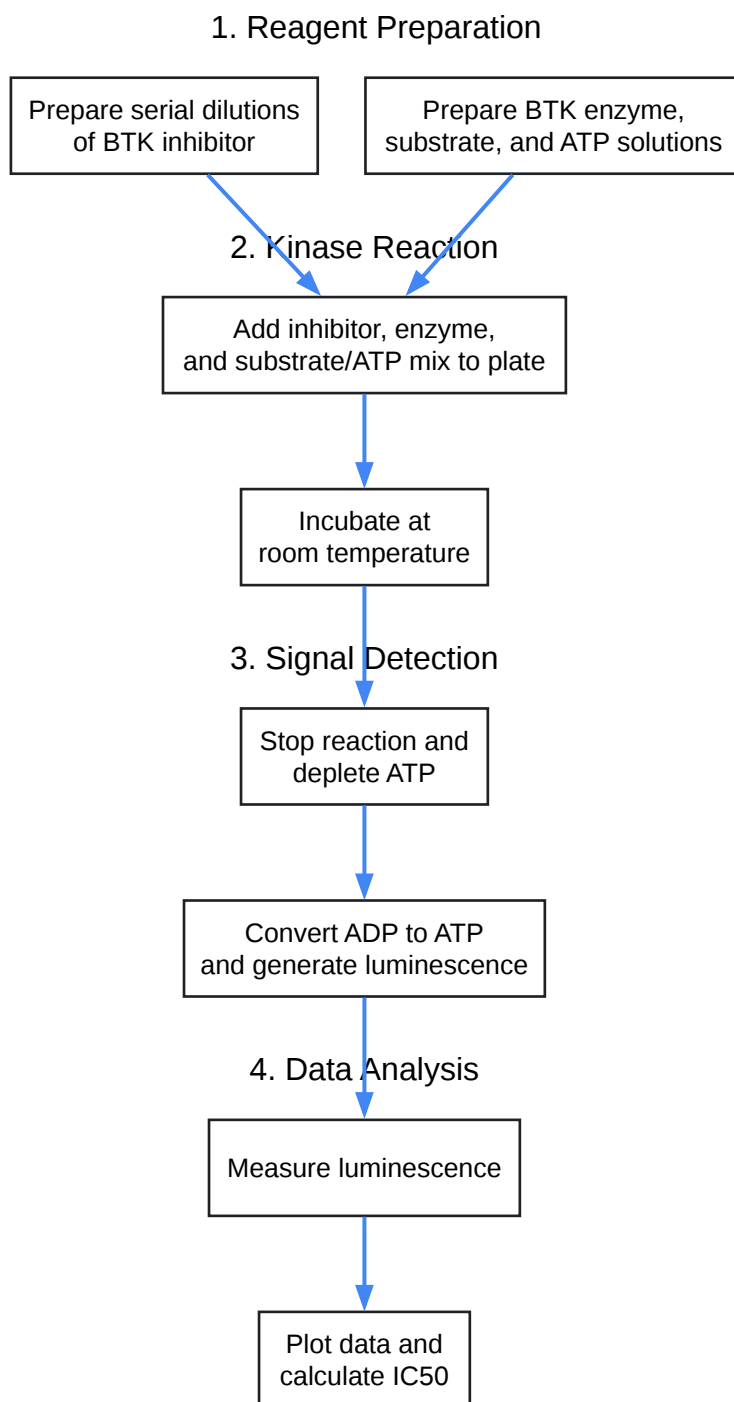 1. Reagent Preparation
Prepare serial dilutions
of BTK inhibitor
Prepare BTK enzyme,
substrate, and ATP solutions
2. Kinase Reaction
Add inhibitor, enzyme,
and substrate/ATP mix to plate
Incubate at
room temperature
3. Signal Detection
Stop reaction and
deplete ATP
Convert ADP to ATP
and generate luminescence
4. Data Analysis
Measure luminescence
Plot data and
calculate IC50